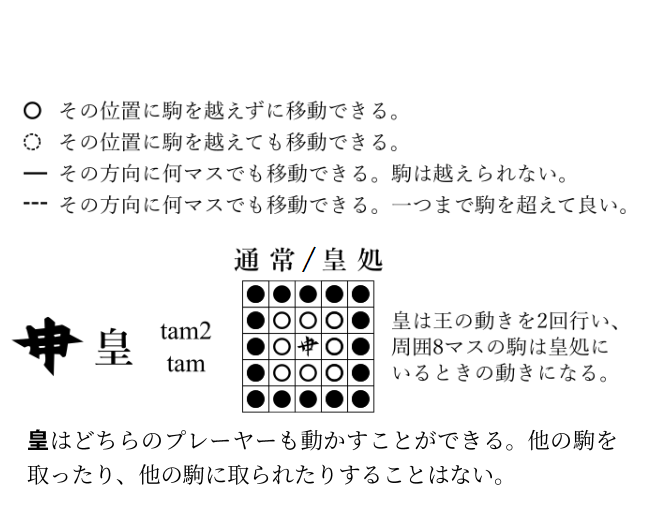 その位置に駒を越えずに移動できる。
その位置に駒を越えても移動できる。
その方向に何マスでも移動できる。駒は越えられない。
その方向に何マスでも移動できる。一つまで駒を超えて良い。
通常/皇処
皇
tam2
tam
皇は王の動きを2回行い、
周囲8マスの駒は皇処に
いるときの動きになる。
皇はどちらのプレーヤーも動かすことができる。他の駒を
取ったり、他の駒に取られたりすることはない。